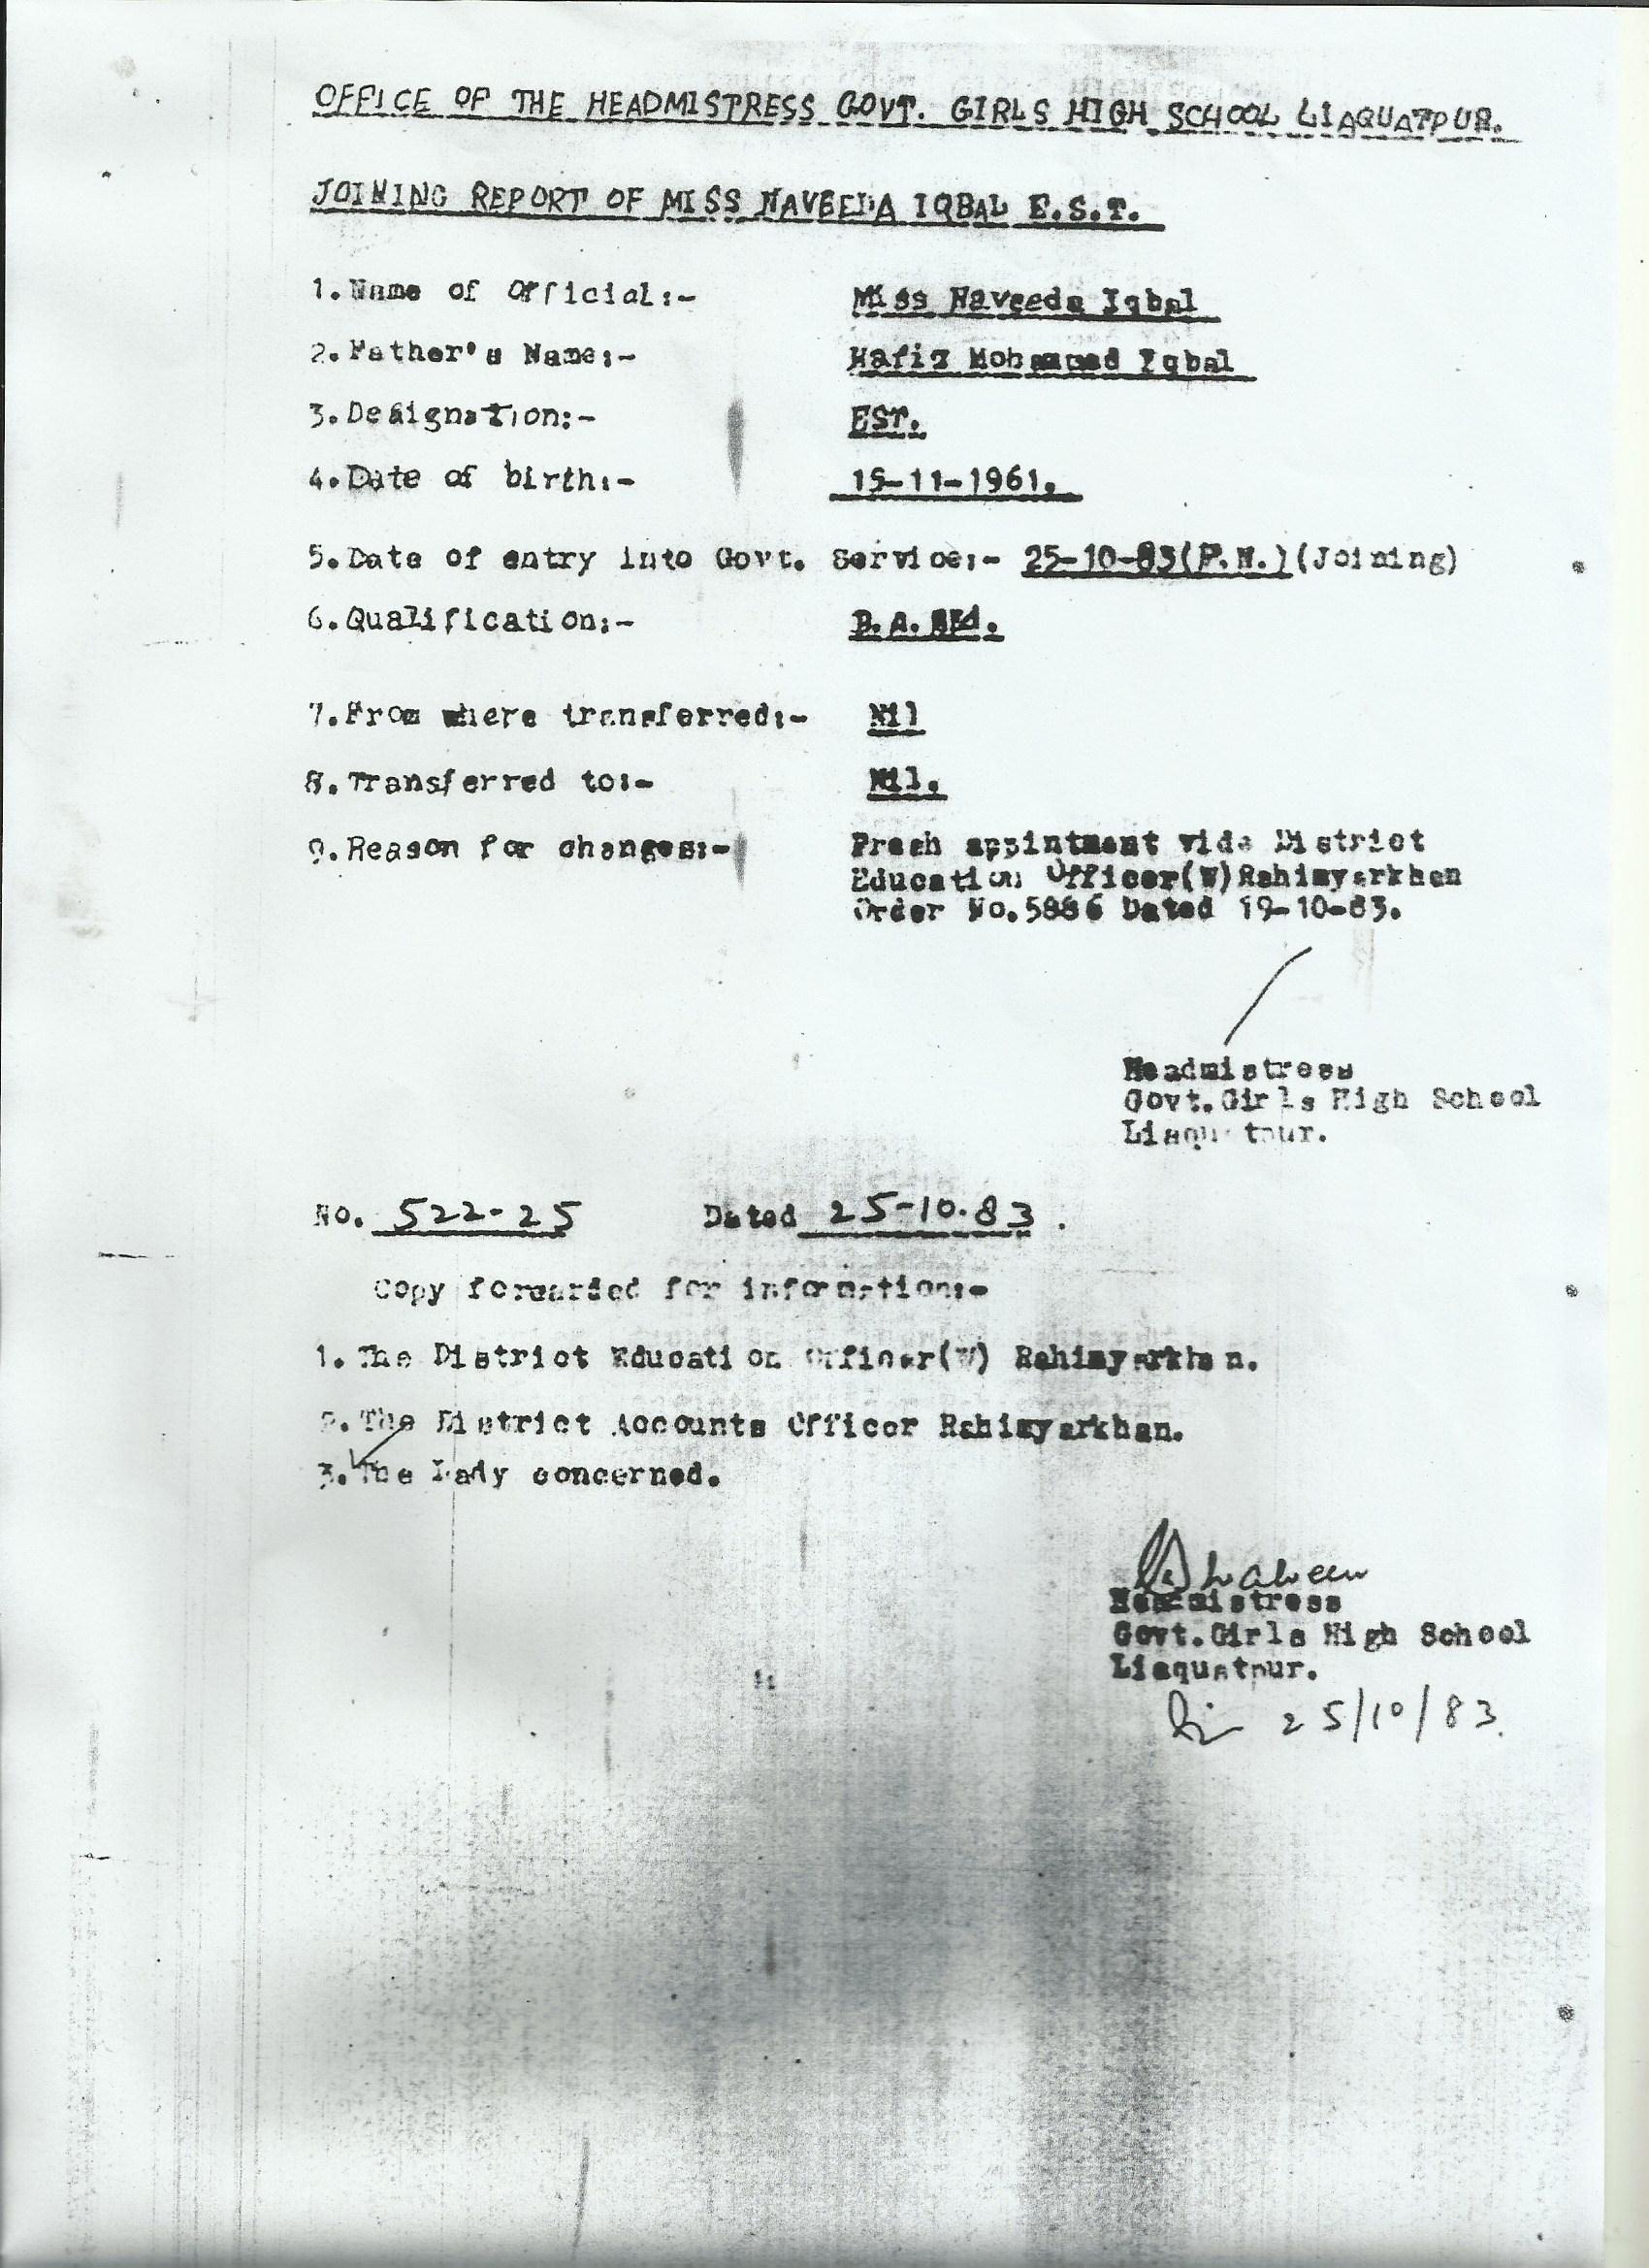 OFFICE OF THE HEADMISTRESS GOVT. GIRLS HIGH SCHOOL LIAQUATPUR.
JOINING REPORT OF MISS NAVEEDA IQBAL E.S.T.
1.Name of Official:- Miss Naveeda Iqbal
2.Father's Name:- Hafiz Mohammad Iqbal
3.Designation:- EST.
4.Date of birth:- 15-11-1961.
5.Date of entry into Govt. Service:- 25-10-83(F.N.)(Joining)
6.Qualification:- B.A. BEd.
7.From where transferred:- Nil
8.Transferred to:- Nil.
9.Reason for changes:- Fresh appintment vide District
Education Officer(W)Rahimyarkhan
Order No.5886 Dated 19-10-83.
Headmistress
Govt.Girls High School
Liaquatpur.
No. 522-25 Dated 25-10.83.
Copy forwarded for information:-
1.The District Education Officer(W) Rahimyarkhan.
2.The District Accounts Officer Rahimyarkhan.
3.The Lady concerned.
Headmistress
Govt.Girls High School
Liaquatpur.
25/10/83.